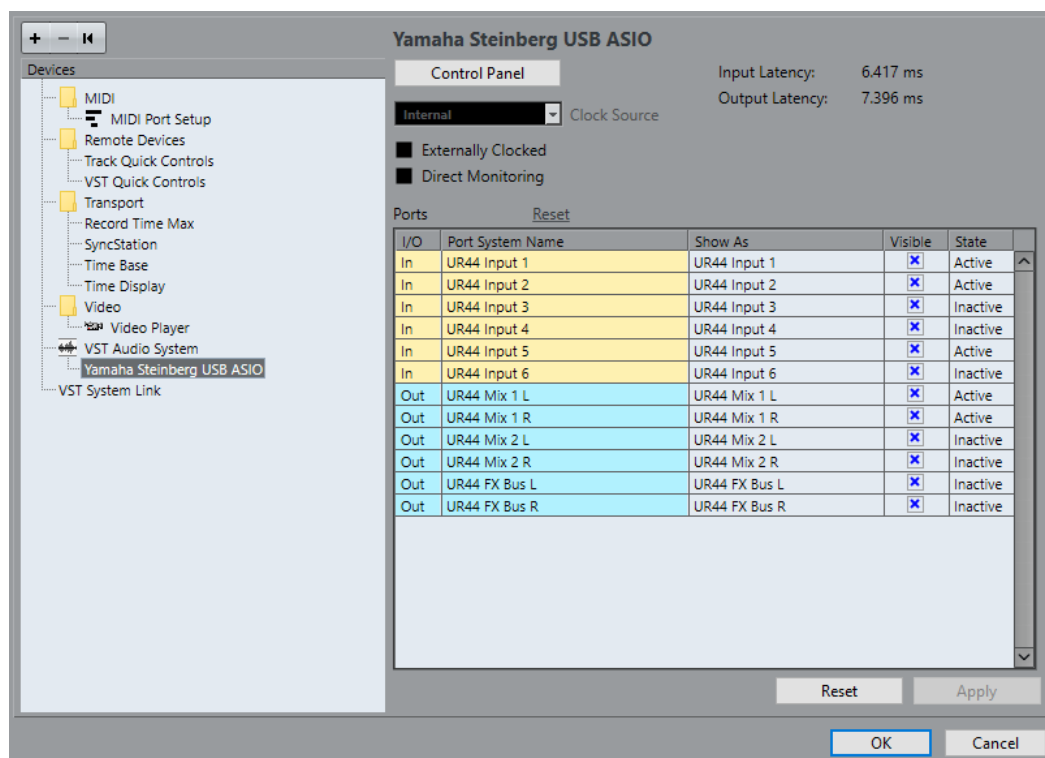 Devices
MIDI
MIDI Port Setup
Remote Devices
Track Quick Controls
VST Quick Controls
Transport
Record Time Max
SyncStation
Time Base
Time Display
Video
Video Player
VST Audio System
Yamaha Steinberg USB ASIO
VST System Link
Yamaha Steinberg USB ASIO
Control Panel Input Latency: 6.417 ms
Output Latency: 7.396 ms
Internal Clock Source
Externally Clocked
Direct Monitoring
Ports Reset
I/O Port System Name Show As Visible State
In UR44 Input 1 UR44 Input 1 Active
In UR44 Input 2 UR44 Input 2 Active
In UR44 Input 3 UR44 Input 3 Inactive
In UR44 Input 4 UR44 Input 4 Inactive
In UR44 Input 5 UR44 Input 5 Active
In UR44 Input 6 UR44 Input 6 Inactive
Out UR44 Mix 1 L UR44 Mix 1 L Active
Out UR44 Mix 1 R UR44 Mix 1 R Active
Out UR44 Mix 2 L UR44 Mix 2 L Inactive
Out UR44 Mix 2 R UR44 Mix 2 R Inactive
Out UR44 FX Bus L UR44 FX Bus L Inactive
Out UR44 FX Bus R UR44 FX Bus R Inactive
Reset Apply
OK Cancel